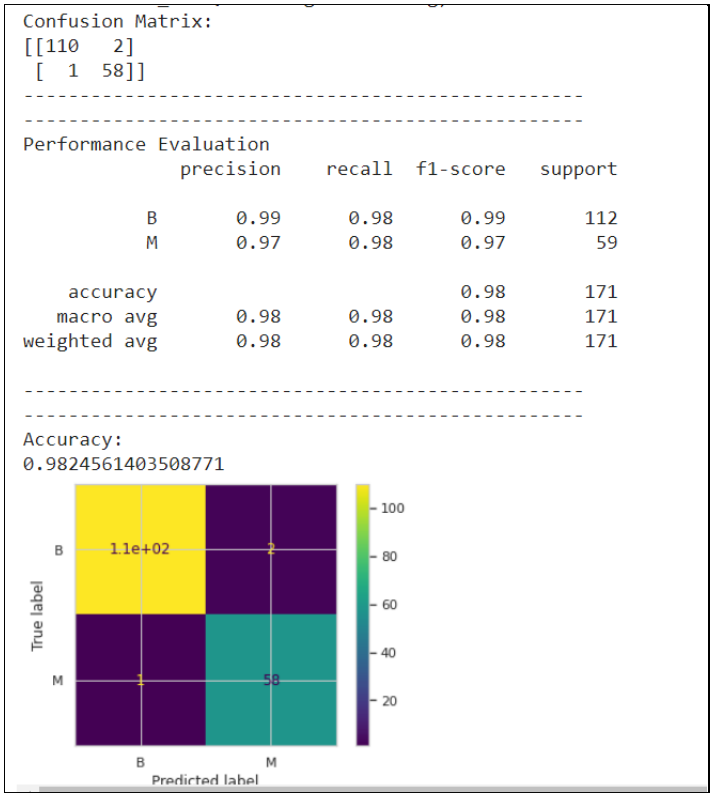 Confusion Matrix:
[[110   2]
 [  1  58]]
--------------------------------------------------
--------------------------------------------------
Performance Evaluation
              precision    recall  f1-score   support

           B       0.99      0.98      0.99       112
           M       0.97      0.98      0.97        59

    accuracy                           0.98       171
   macro avg       0.98      0.98      0.98       171
weighted avg       0.98      0.98      0.98       171

--------------------------------------------------
--------------------------------------------------
Accuracy:
0.9824561403508771
100
B 1.1e+02 2
80
60
True label
40
M 1 58
20
B M
Predicted label